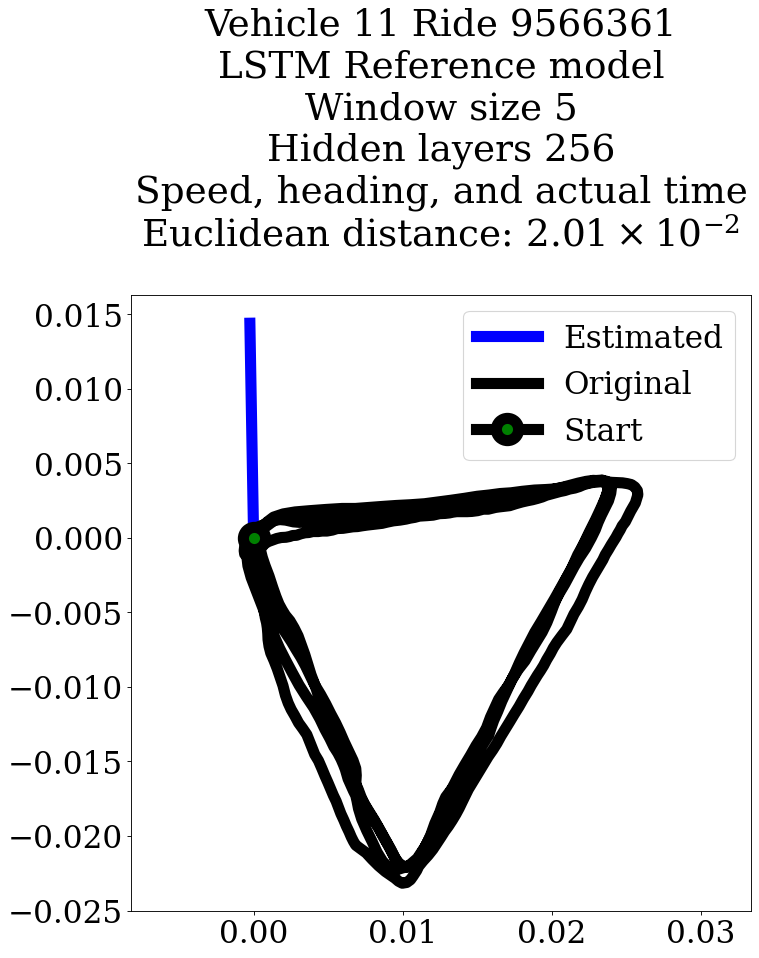 Vehicle 11 Ride 9566361
LSTM Reference model
Window size 5
Hidden layers 256
Speed, heading, and actual time
Euclidean distance: 2.01 × 10⁻²
Estimated
Original
Start
0.015
0.010
0.005
0.000
−0.005
−0.010
−0.015
−0.020
−0.025
0.00 0.01 0.02 0.03